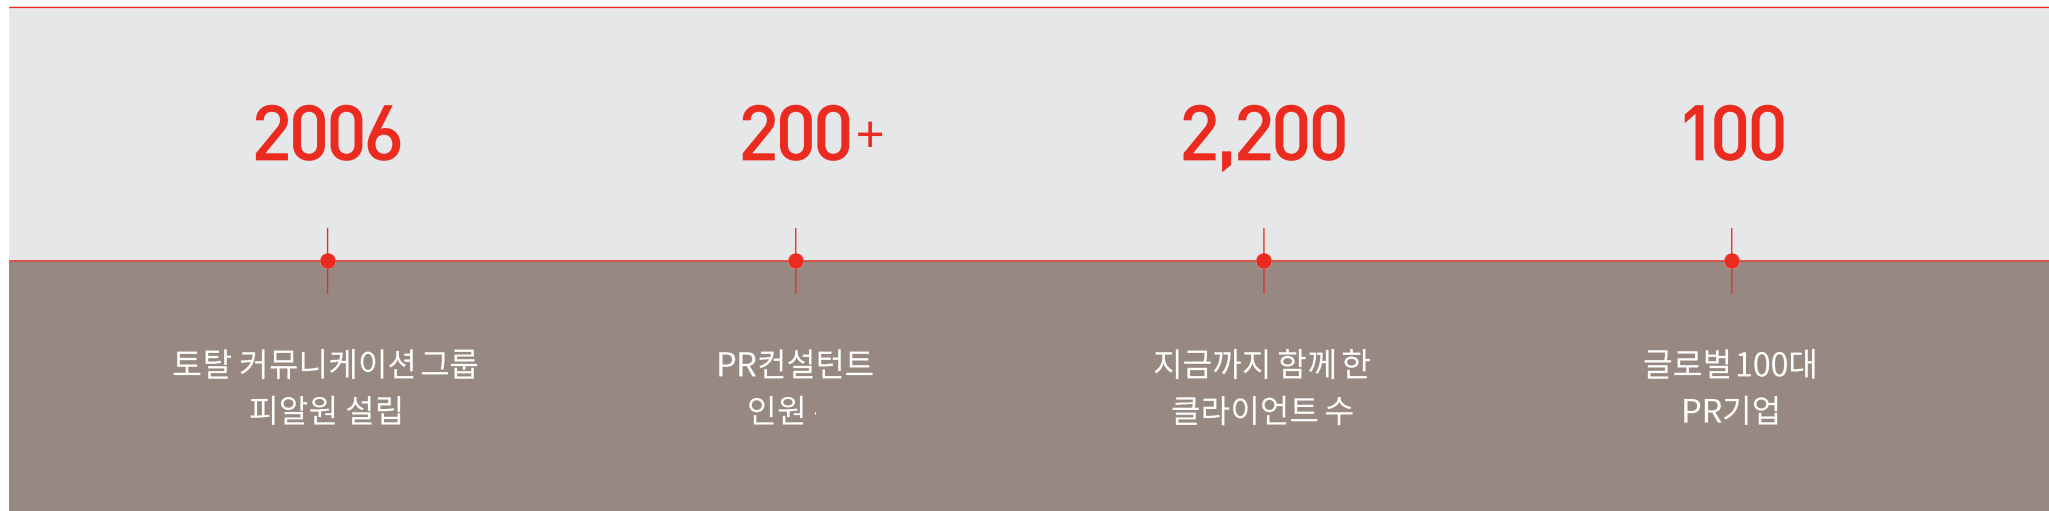 2006
200+
2,200
100
토탈 커뮤니케이션 그룹
피알원 설립
PR컨설턴트
인원
지금까지 함께 한
클라이언트 수
글로벌 100대
PR기업